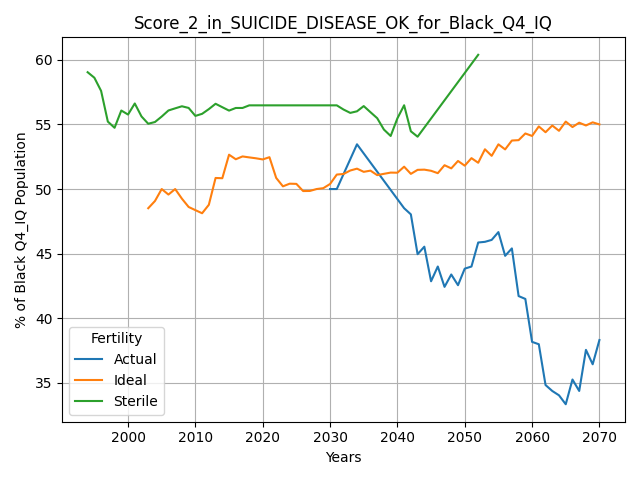 Score_2_in_SUICIDE_DISEASE_OK_for_Black_Q4_IQ
% of Black Q4_IQ Population
60
55
50
45
40
35
Fertility
Actual
Ideal
Sterile
2000 2010 2020 2030 2040 2050 2060 2070
Years